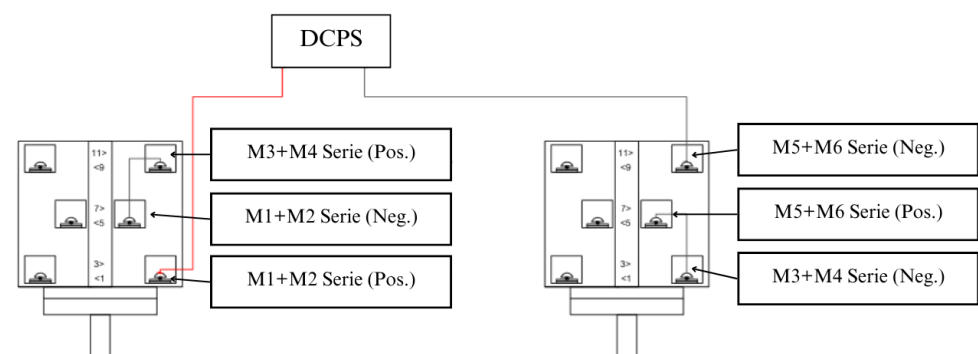 DCPS
M3+M4 Serie (Pos.)
M1+M2 Serie (Neg.)
M1+M2 Serie (Pos.)
11>
<9
7>
<5
3>
<1
M5+M6 Serie (Neg.)
M5+M6 Serie (Pos.)
M3+M4 Serie (Neg.)
11>
<9
7>
<5
3>
<1